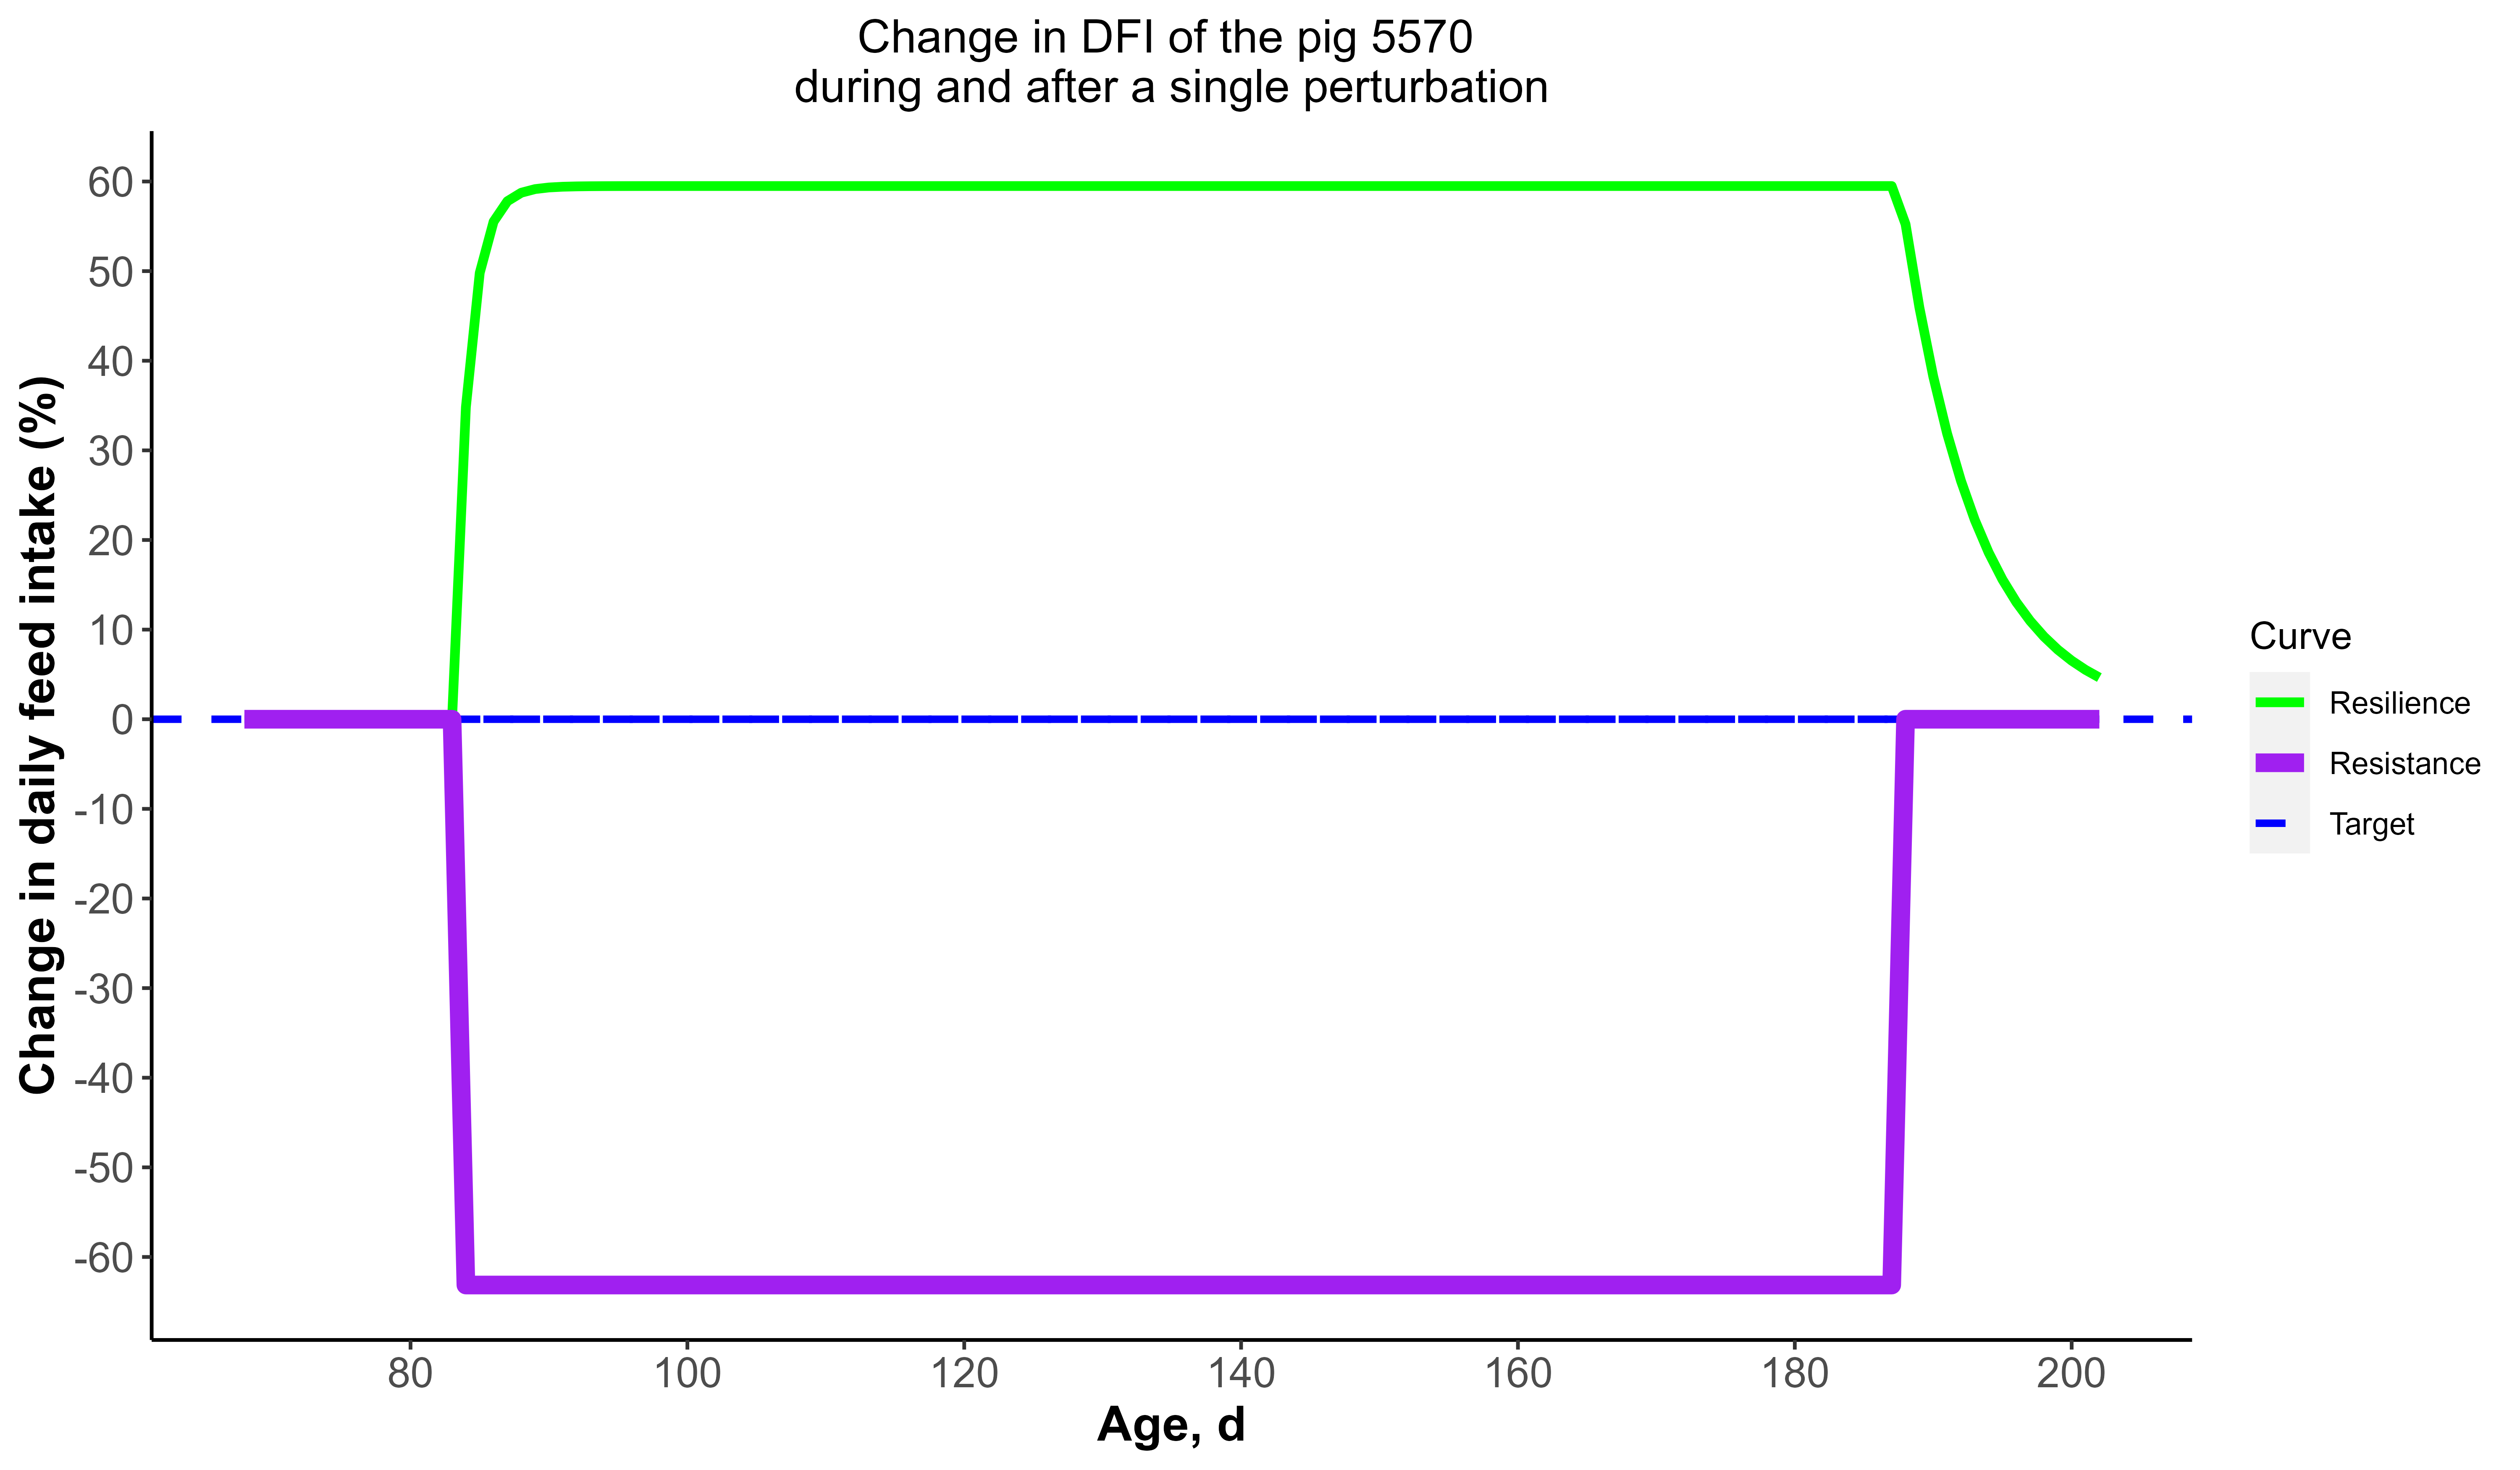 Change in DFI of the pig 5570
during and after a single perturbation
Change in daily feed intake (%)
60
50
40
30
20
10
0
-10
-20
-30
-40
-50
-60
80
100
120
140
160
180
200
Age, d
Curve
Resilience
Resistance
Target